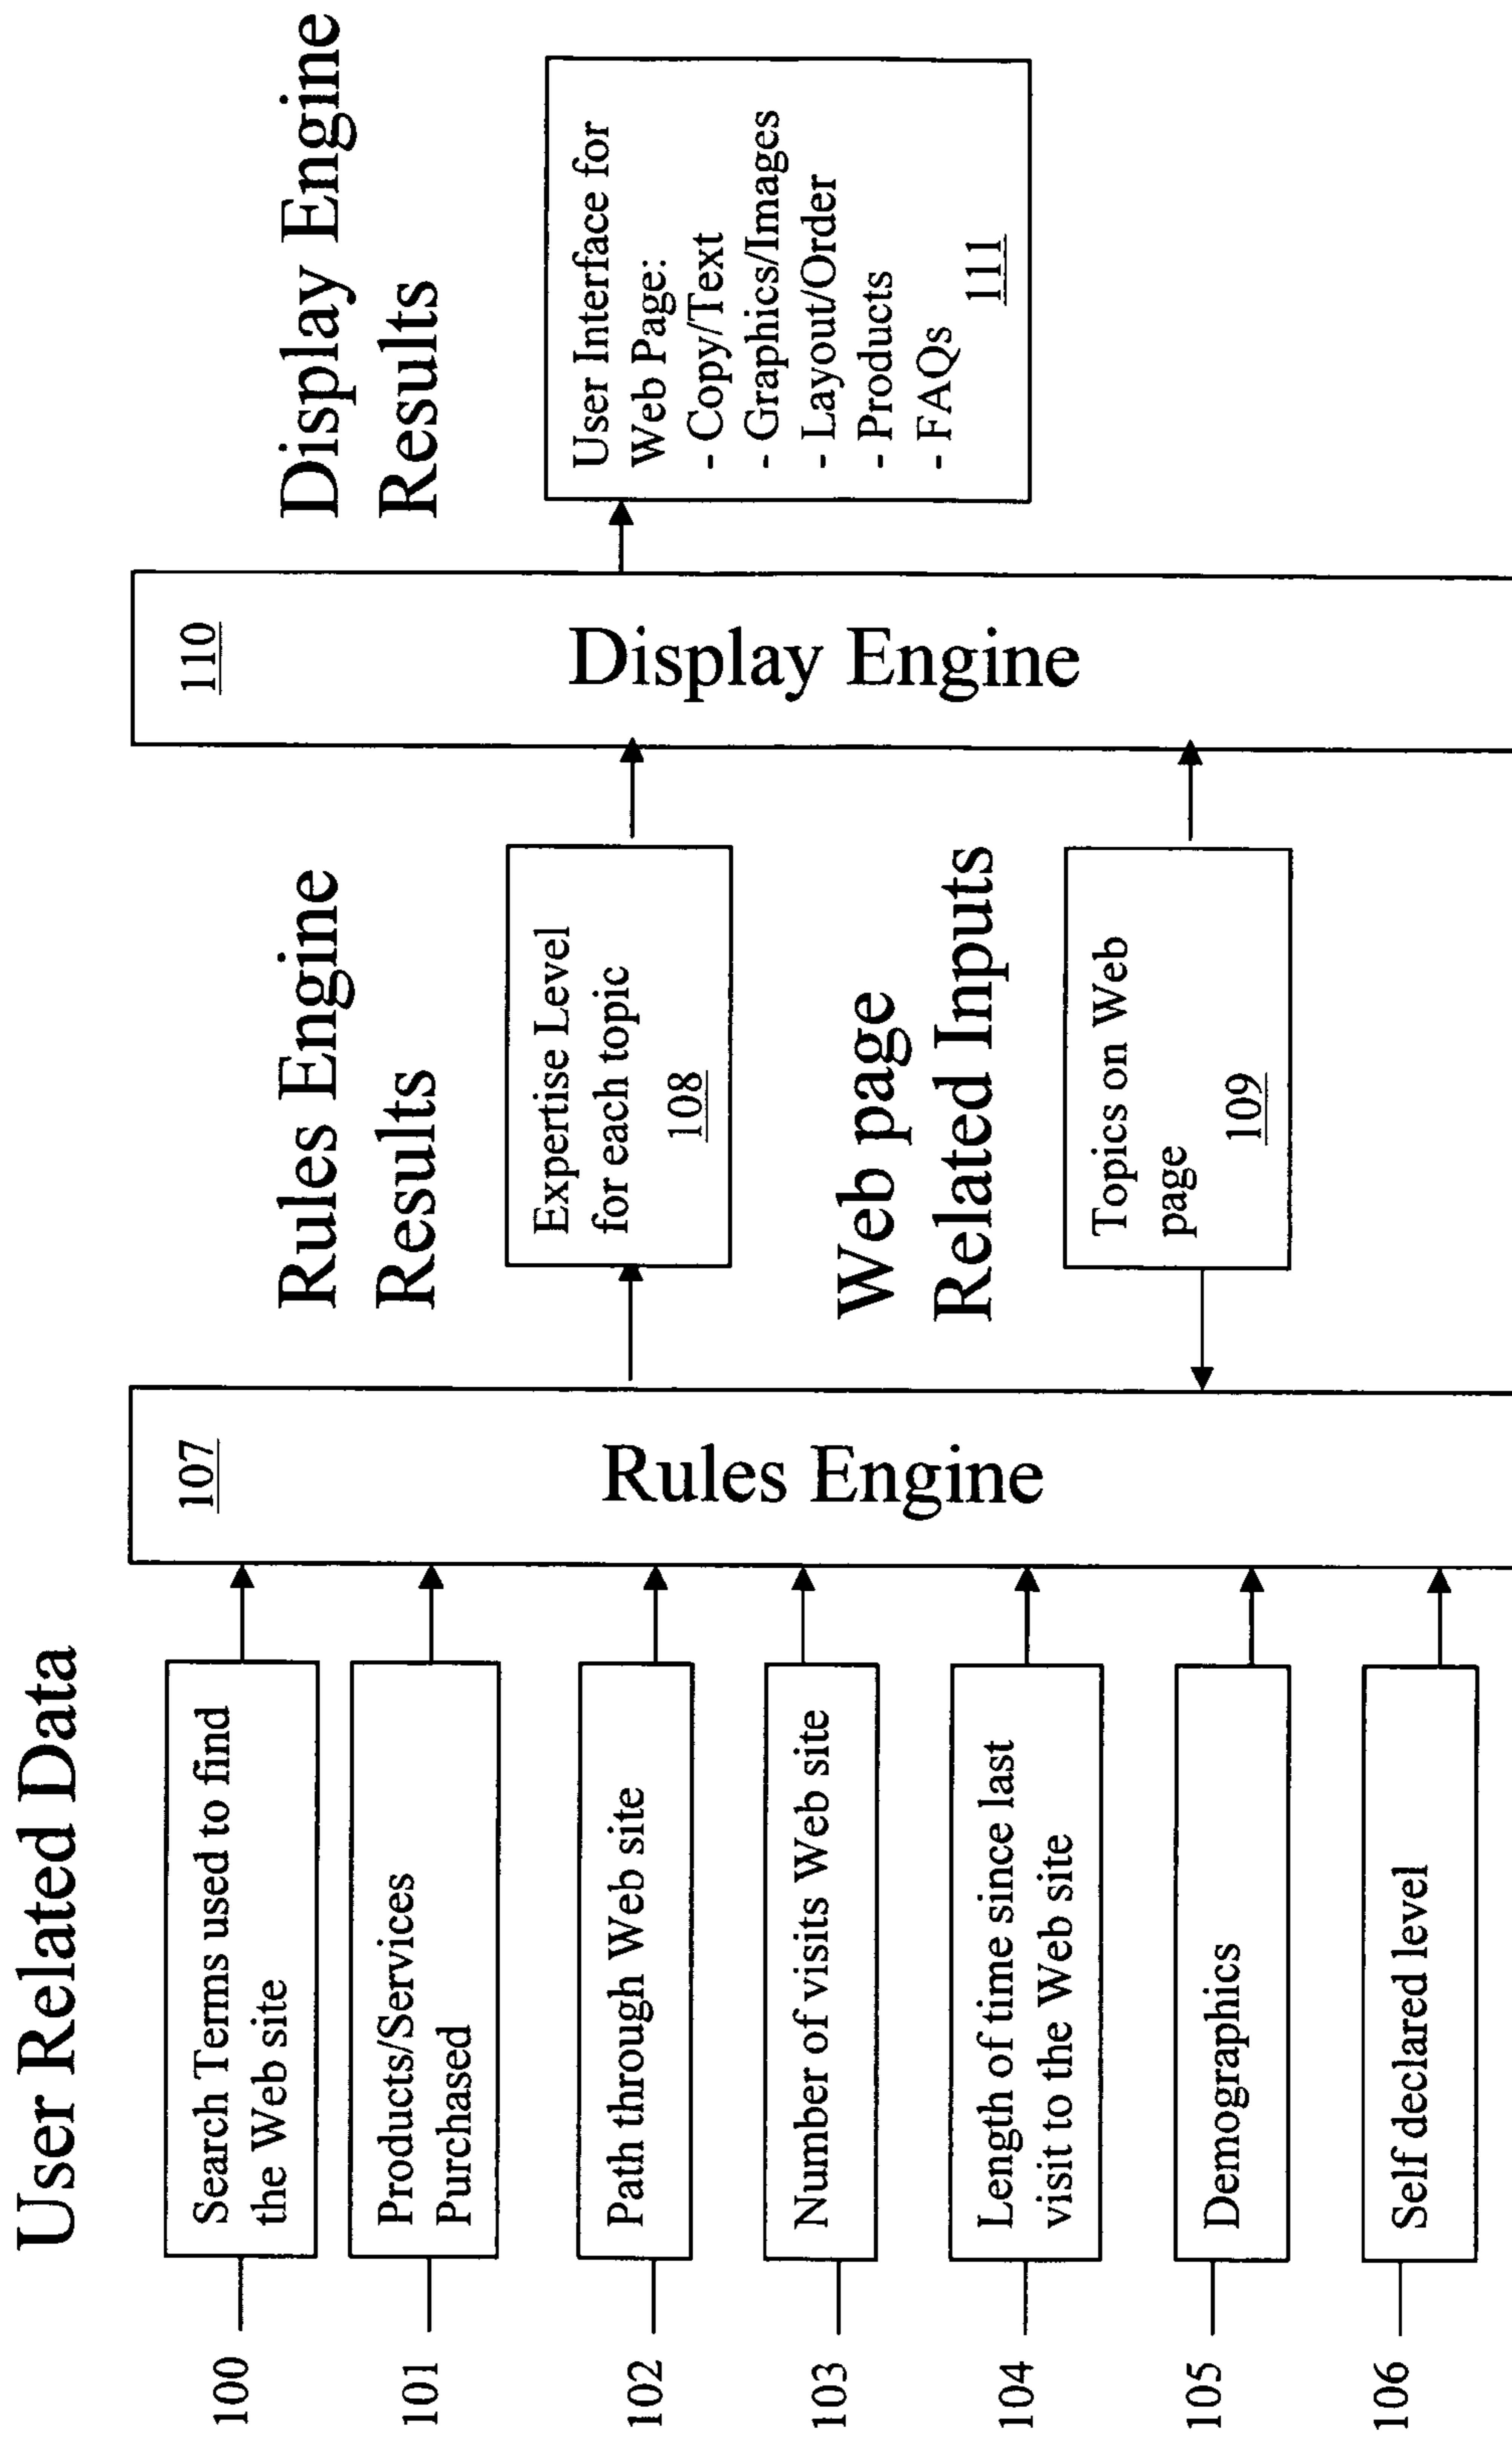 User Related Data
100
Search Terms used to find
the Web site
101
Products/Services
Purchased
102
Path through Web site
103
Number of visits Web site
104
Length of time since last
visit to the Web site
105
Demographics
106
Self declared level
107
Rules Engine
Rules Engine
Results
Expertise Level
for each topic
108
Web page
Related Inputs
Topics on Web
page
109
110
Display Engine
Display Engine
Results
User Interface for
Web Page:
- Copy/Text
- Graphics/Images
- Layout/Order
- Products
- FAQs
111